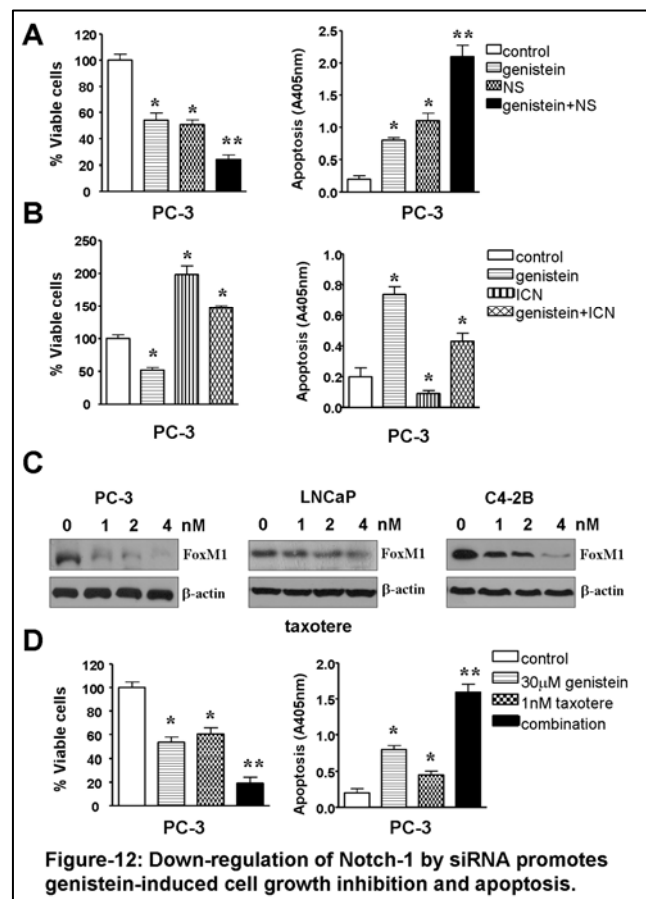 A
% Viable cells
120
100
80
60
40
20
0
*
*
**
PC-3
Apoptosis (A405nm)
2.5
2.0
1.5
1.0
0.5
0.0
*
*
**
PC-3
control
genistein
NS
genistein+NS
B
% Viable cells
250
200
150
100
50
0
*
*
*
PC-3
Apoptosis (A405nm)
0.8
0.6
0.4
0.2
0.0
*
*
*
PC-3
control
genistein
ICN
genistein+ICN
C
PC-3
0 1 2 4 nM
FoxM1
β-actin
LNCaP
0 1 2 4 nM
FoxM1
β-actin
C4-2B
0 1 2 4 nM
FoxM1
β-actin
taxotere
D
% Viable cells
120
100
80
60
40
20
0
*
*
**
PC-3
Apoptosis (A405nm)
2.0
1.5
1.0
0.5
0.0
*
*
**
PC-3
control
30μM genistein
1nM taxotere
combination
Figure-12: Down-regulation of Notch-1 by siRNA promotes
genistein-induced cell growth inhibition and apoptosis.